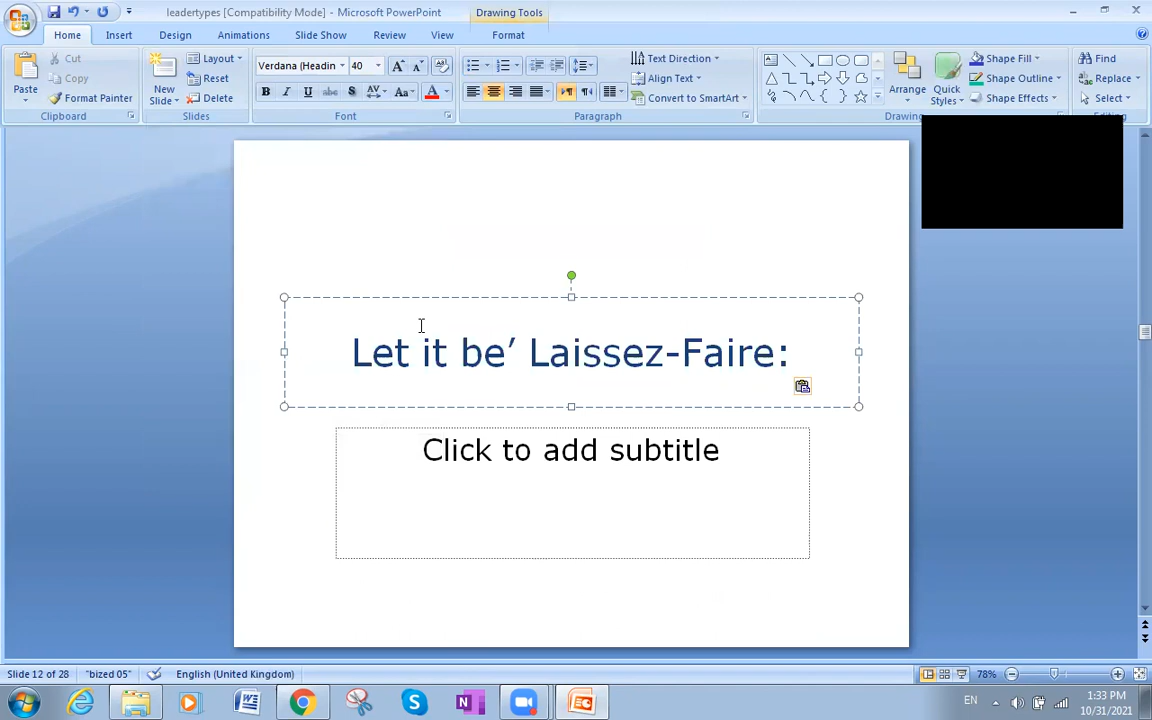 leadertypes [Compatibility Mode] - Microsoft PowerPoint
Drawing Tools
Home Insert Design Animations Slide Show Review View Format
Paste
Cut
Copy
Format Painter
Clipboard
New Slide
Layout
Reset
Delete
Slides
Verdana (Headin 40
B I U abc S AV Aa A
Font
Text Direction
Align Text
Convert to SmartArt
Paragraph
Arrange
Quick Styles
Shape Fill
Shape Outline
Shape Effects
Drawing
Find
Replace
Select
Editing
Let it be’ Laissez-Faire:
Click to add subtitle
Slide 12 of 28 "bized 05" English (United Kingdom) 78%
EN 1:33 PM
10/31/2021